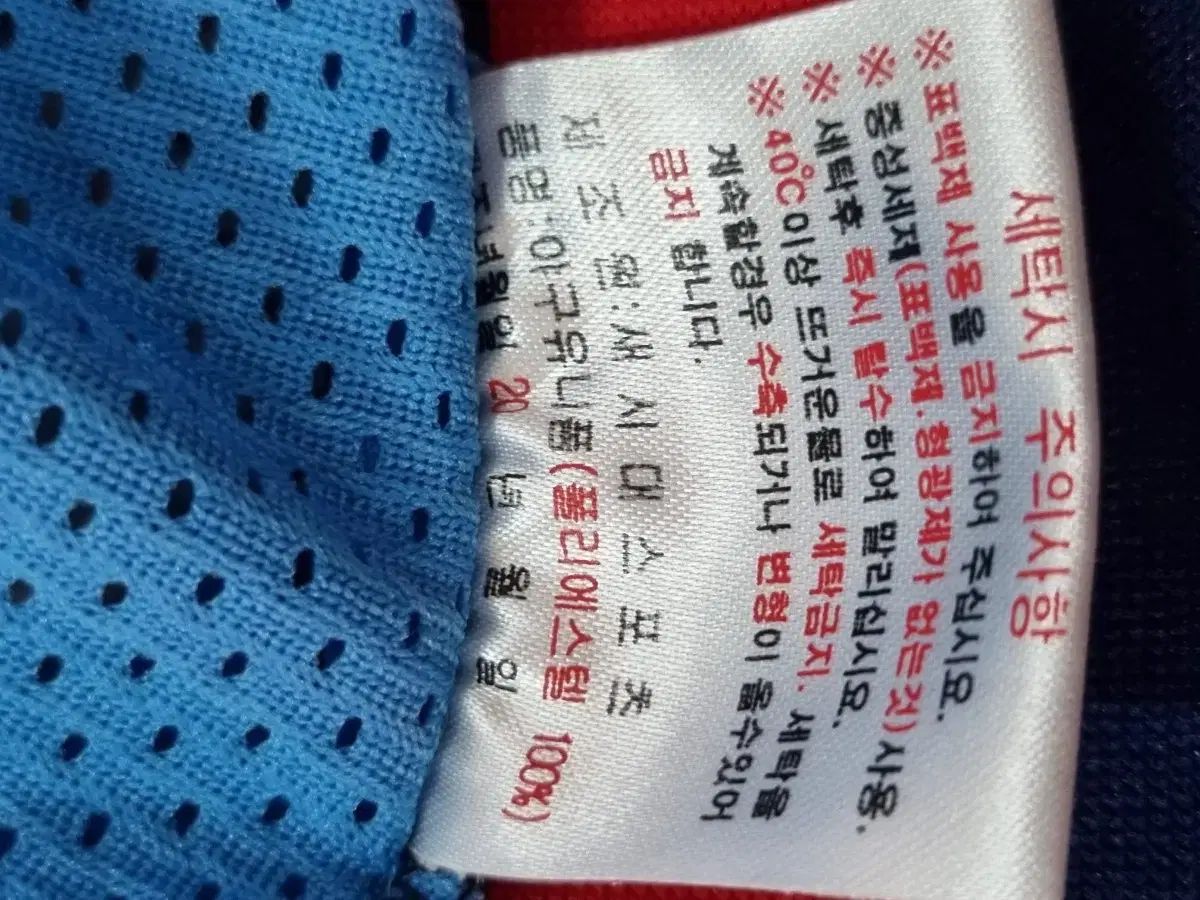 세탁시 주의사항
※ 표백제 사용을 금지하여 주십시요.
※ 중성세제(표백제.형광제가 없는것)사용.
※ 세탁후 즉시 탈수하여 말리십시요.
※ 40℃이상 뜨거운물로 세탁금지. 세탁을
계속할경우 수축되거나 변형이 올수있어
금지 합니다.
제 조 원 : 새 시 대 스 포 츠
품명:야구유니폼(폴리에스텔 100%)
제조년월일 20 년 월 일